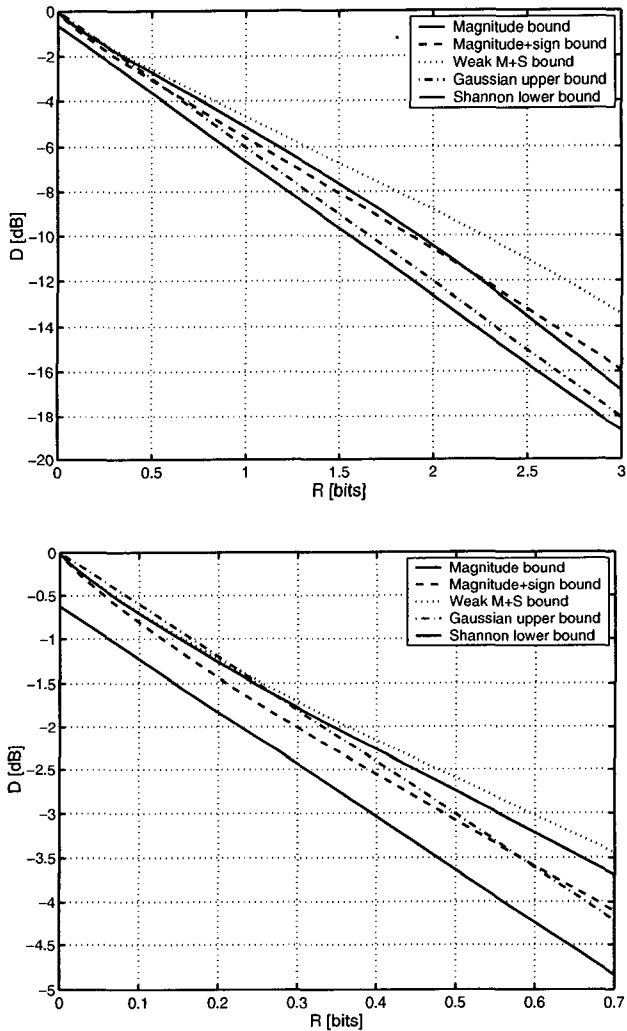 0
−2
−4
−6
−8
−10
−12
−14
−16
−18
−20
D [dB]
Magnitude bound
Magnitude+sign bound
Weak M+S bound
Gaussian upper bound
Shannon lower bound
0 0.5 1 1.5 2 2.5 3
R [bits]
0
−0.5
−1
−1.5
−2
−2.5
−3
−3.5
−4
−4.5
−5
D [dB]
Magnitude bound
Magnitude+sign bound
Weak M+S bound
Gaussian upper bound
Shannon lower bound
0 0.1 0.2 0.3 0.4 0.5 0.6 0.7
R [bits]